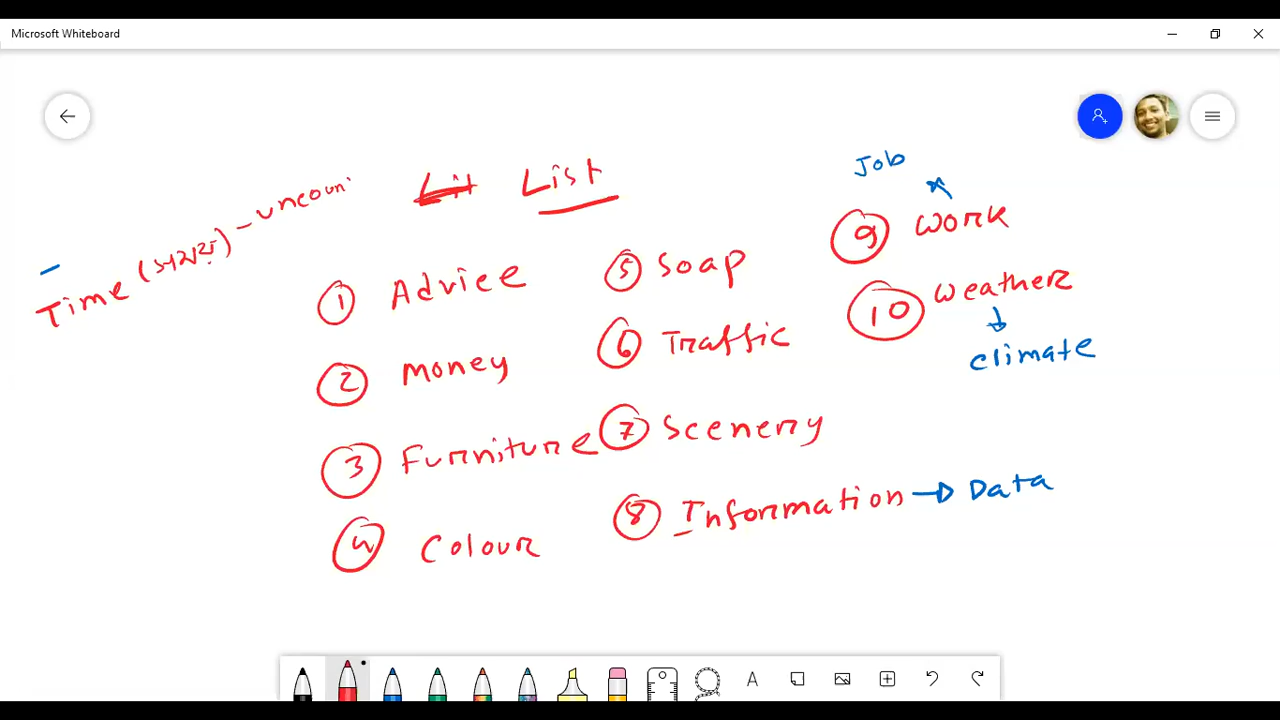 Microsoft Whiteboard
List
Time - uncoun
1 Advice
2 money
3 Furniture
4 Colour
5 Soap
6 Traffic
7 Scenery
8 Information → Data
Job
9 work
10 weather
climate
A